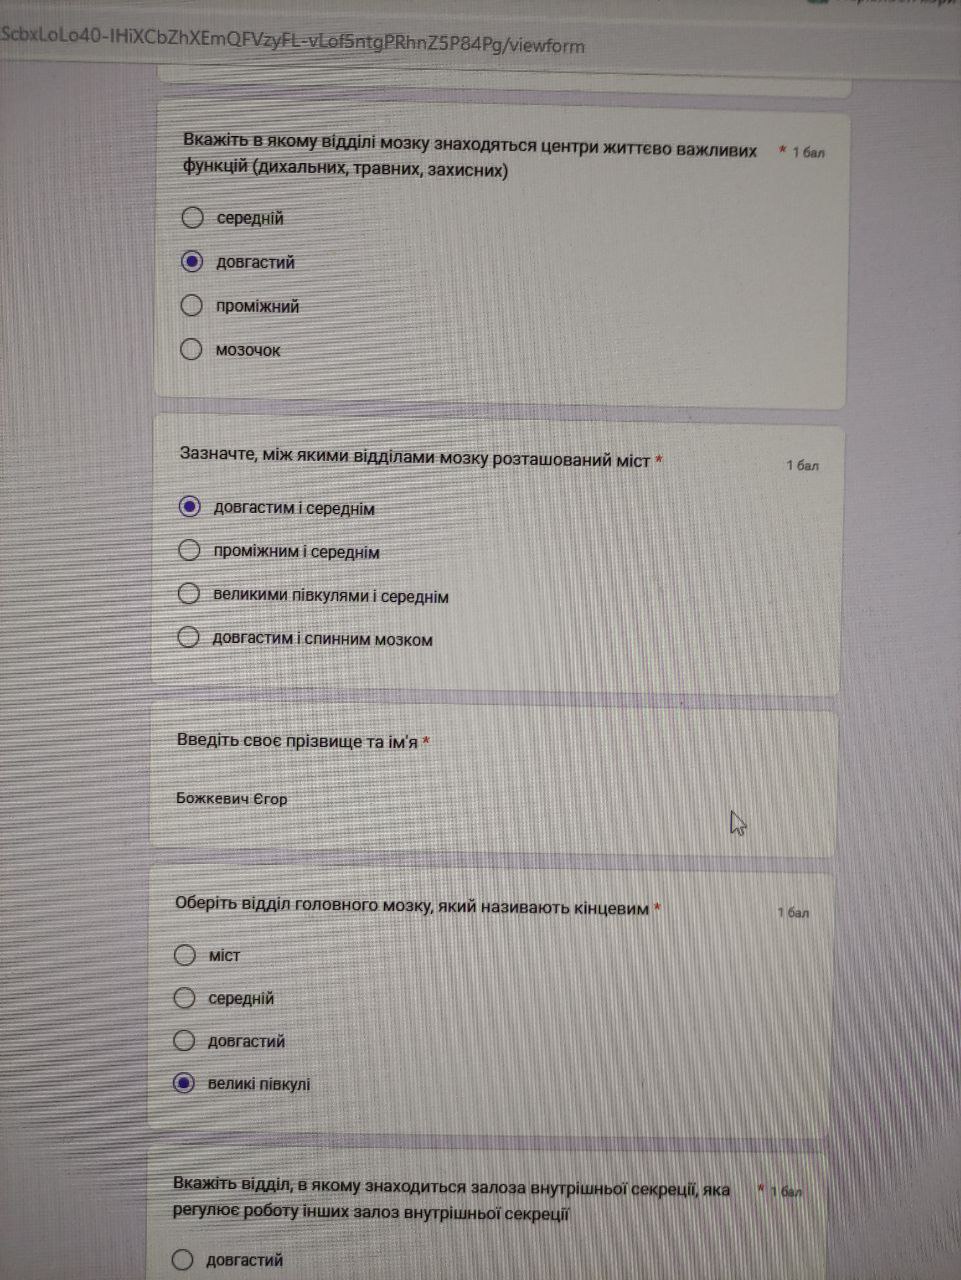 ScbxLoLo40-IHiXCbZhXEmQFVzyFL-vLof5ntgPRhnZ5P84Pg/viewform
Вкажіть в якому відділі мозку знаходяться центри життєво важливих * 1 бал
функцій (дихальних, травних, захисних)
середній
довгастий
проміжний
мозочок
Зазначте, між якими відділами мозку розташований міст * 1 бал
довгастим і середнім
проміжним і середнім
великими півкулями і середнім
довгастим і спинним мозком
Введіть своє прізвище та ім'я *
Божкевич Єгор
Оберіть відділ головного мозку, який називають кінцевим * 1 бал
міст
середній
довгастий
великі півкулі
Вкажіть відділ, в якому знаходиться залоза внутрішньої секреції, яка * 1 бал
регулює роботу інших залоз внутрішньої секреції
довгастий